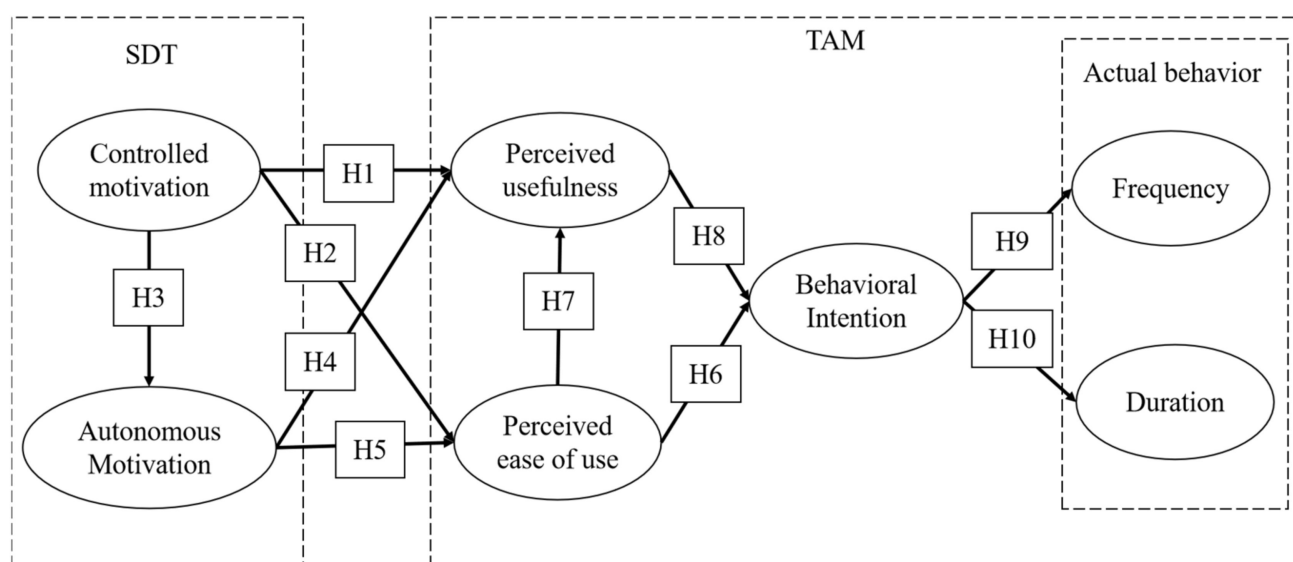 SDT
TAM
Actual behavior
Controlled
motivation
H1
Perceived
usefulness
Frequency
H2
H8
H9
H3
H7
Behavioral
Intention
H4
H6
H10
Autonomous
Motivation
H5
Perceived
ease of use
Duration